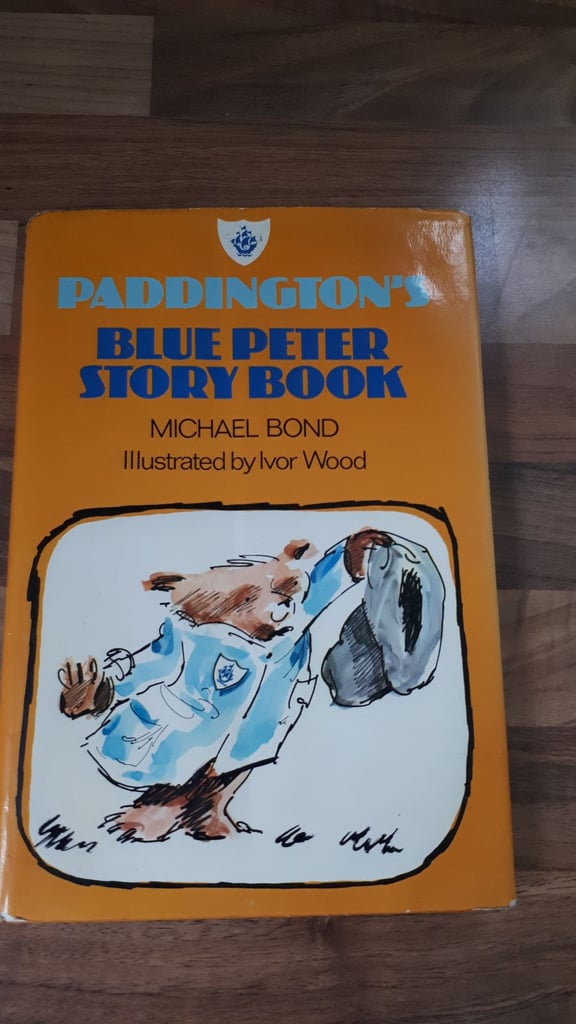 PADDINGTON'S
BLUE PETER
STORY BOOK
MICHAEL BOND
Illustrated by Ivor Wood